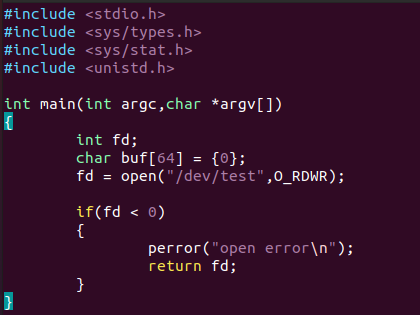 #include <stdio.h>
#include <sys/types.h>
#include <sys/stat.h>
#include <unistd.h>

int main(int argc,char *argv[])
{
        int fd;
        char buf[64] = {0};
        fd = open("/dev/test",O_RDWR);

        if(fd < 0)
        {
                perror("open error\n");
                return fd;
        }
}